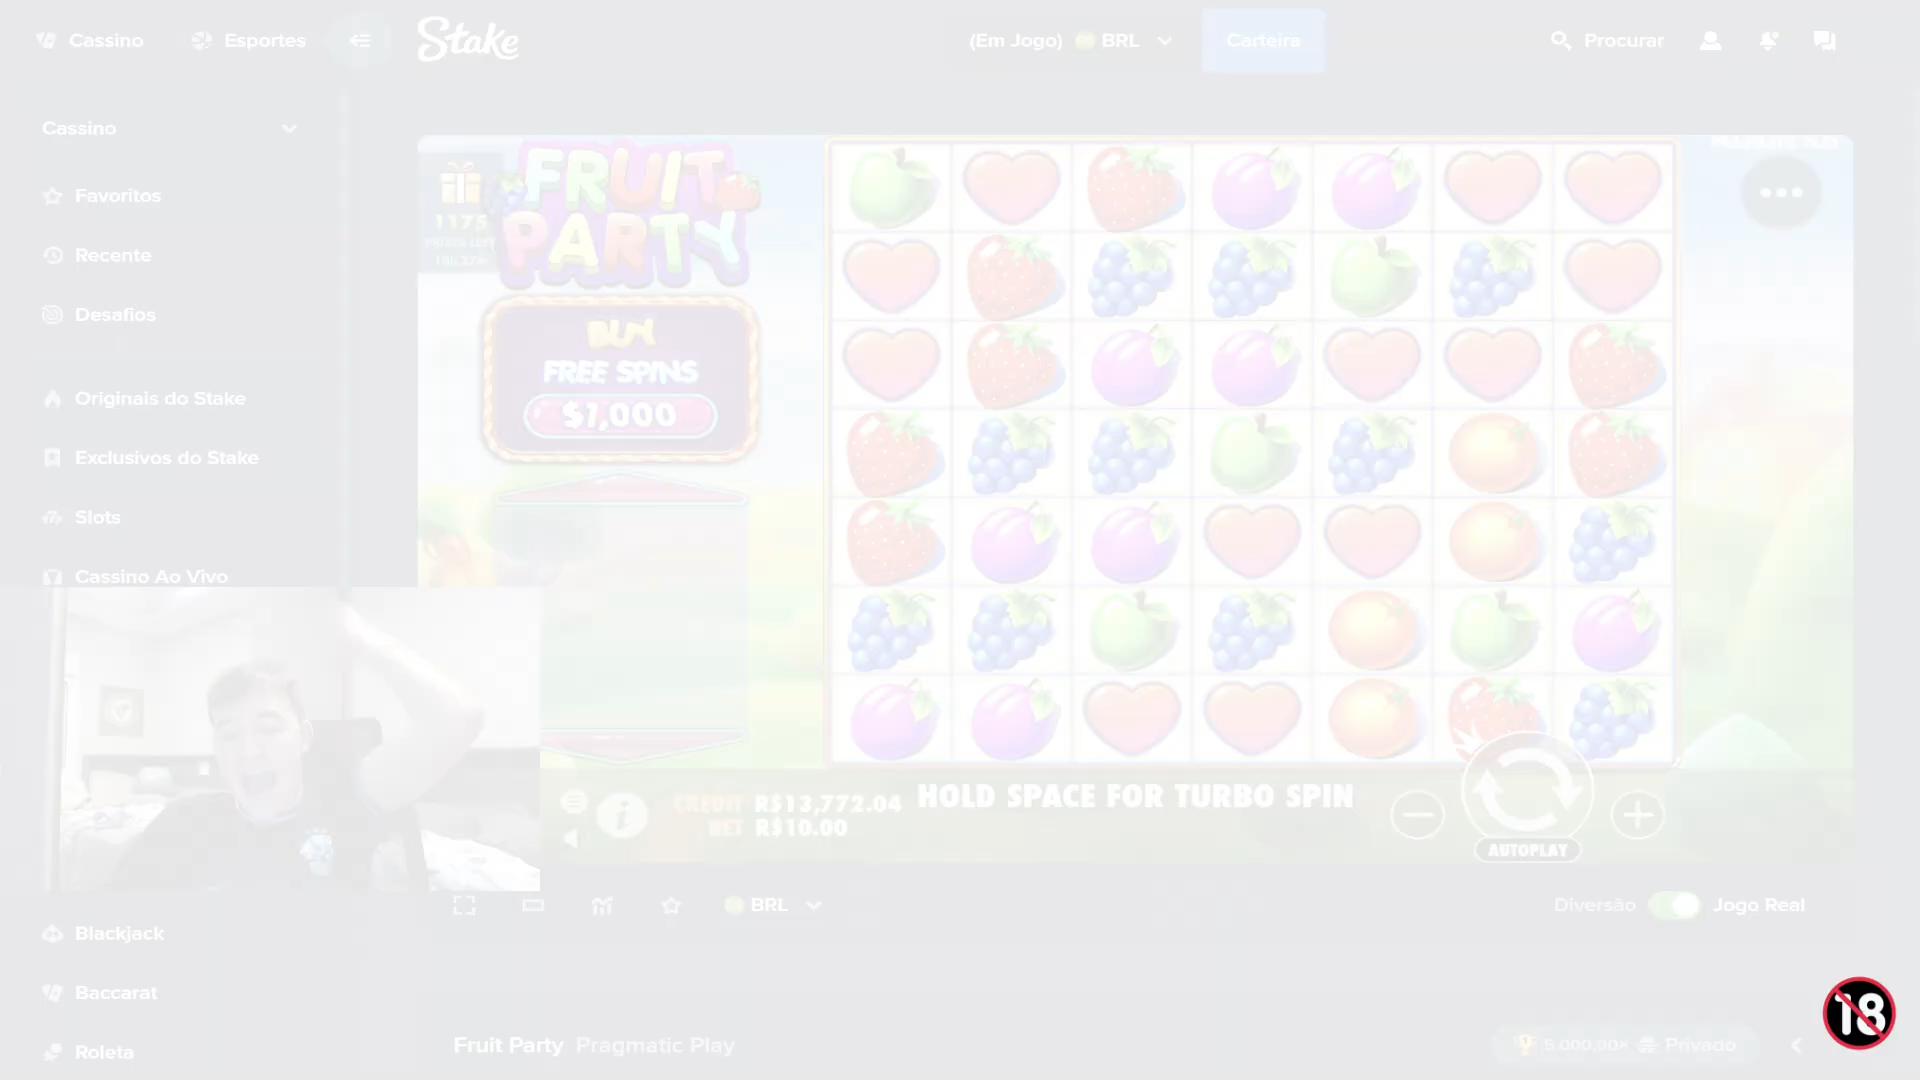 Cassino
Esportes
Stake
(Em Jogo)
BRL
Carteira
Procurar
Cassino
Favoritos
Recente
Desafios
Originais do Stake
Exclusivos do Stake
Slots
Cassino Ao Vivo
Blackjack
Baccarat
Roleta
1175
FRUIT
PARTY
BUY
FREE SPINS
$1,000
CREDIT R$13,772.04
BET R$10.00
HOLD SPACE FOR TURBO SPIN
AUTOPLAY
BRL
Diversão
Jogo Real
Fruit Party Pragmatic Play
5.000,00×
Privado
18